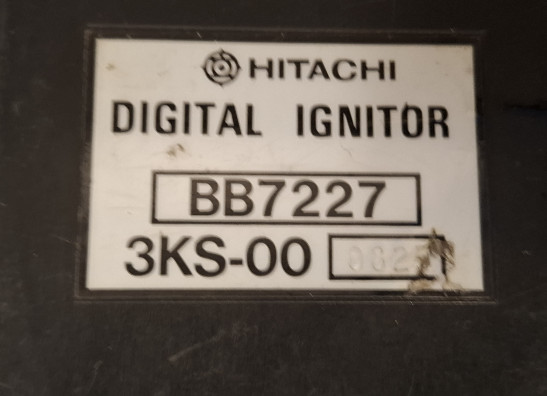 HITACHI
DIGITAL IGNITOR
BB7227
3KS-00